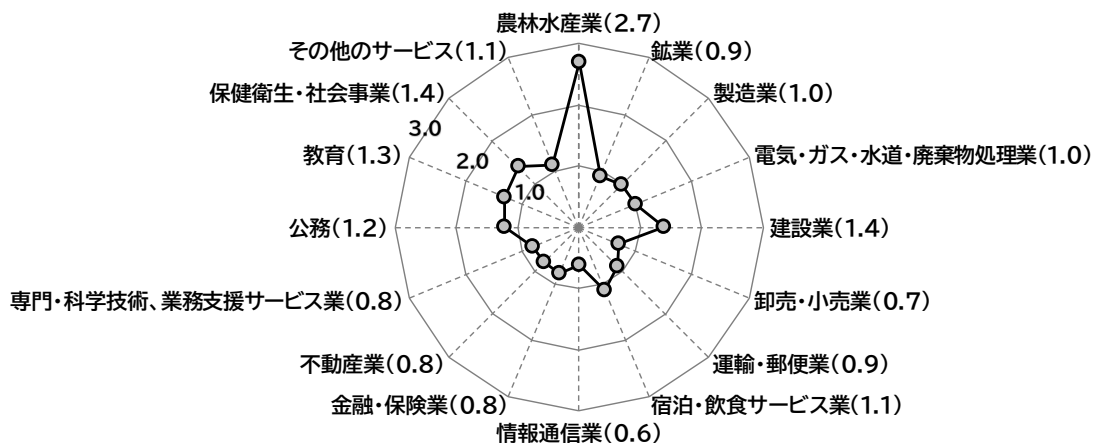 農林水産業（2.7）
その他のサービス（1.1）
鉱業（0.9）
保健衛生・社会事業（1.4）
製造業（1.0）
3.0
教育（1.3）
2.0
電気・ガス・水道・廃棄物処理業（1.0）
1.0
公務（1.2）
建設業（1.4）
専門・科学技術、業務支援サービス業（0.8）
卸売・小売業（0.7）
不動産業（0.8）
運輸・郵便業（0.9）
金融・保険業（0.8）
宿泊・飲食サービス業（1.1）
情報通信業（0.6）